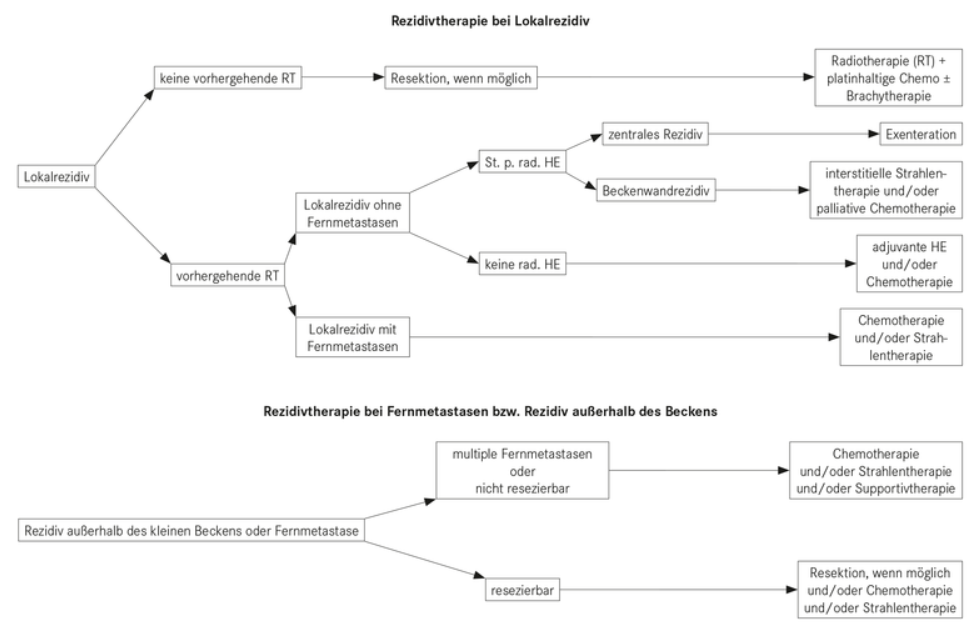 Rezidivtherapie bei Lokalrezidiv
Lokalrezidiv
keine vorhergehende RT
Resektion, wenn möglich
Radiotherapie (RT) +
platinhaltige Chemo ±
Brachytherapie
vorhergehende RT
Lokalrezidiv ohne
Fernmetastasen
St. p. rad. HE
zentrales Rezidiv
Exenteration
Beckenwandrezidiv
interstitielle Strahlen-
therapie und/oder
palliative Chemotherapie
keine rad. HE
adjuvante HE
und/oder
Chemotherapie
Lokalrezidiv mit
Fernmetastasen
Chemotherapie
und/oder Strah-
lentherapie
Rezidivtherapie bei Fernmetastasen bzw. Rezidiv außerhalb des Beckens
Rezidiv außerhalb des kleinen Beckens oder Fernmetastase
multiple Fernmetastasen
oder
nicht resezierbar
Chemotherapie
und/oder Strahlentherapie
und/oder Supportivtherapie
resezierbar
Resektion, wenn möglich
und/oder Chemotherapie
und/oder Strahlentherapie